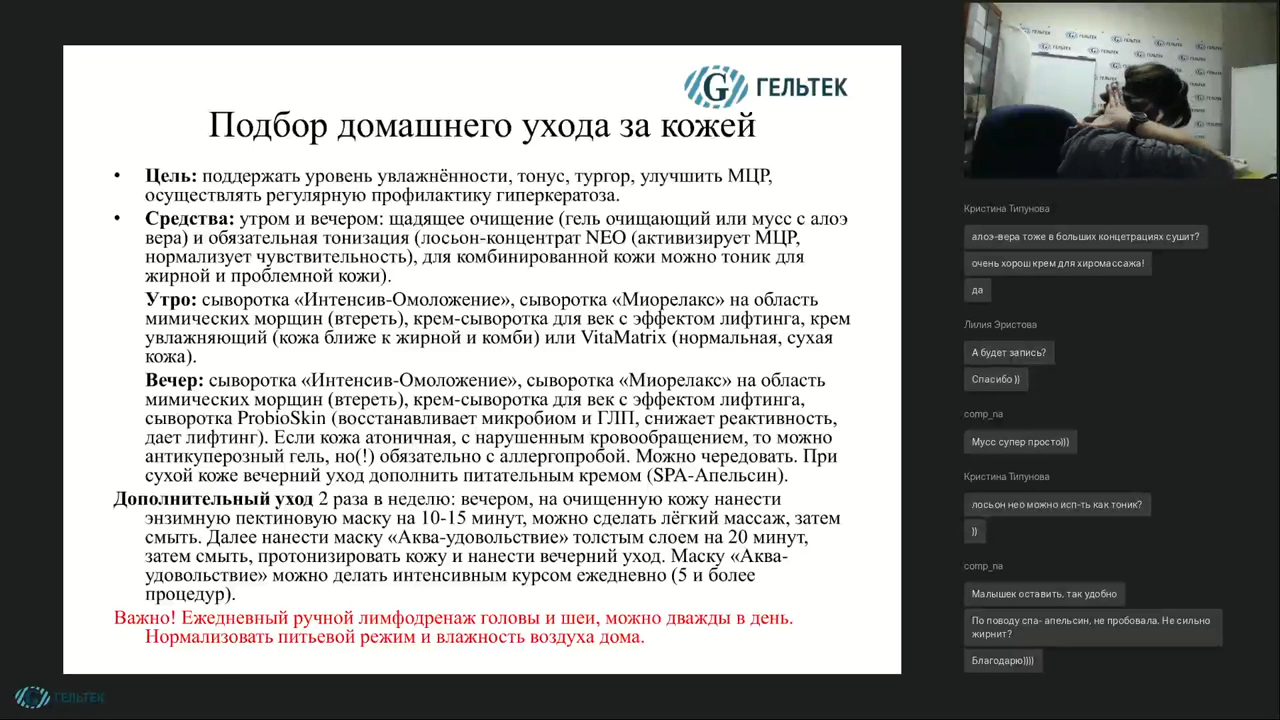 ГЕЛЬТЕК
Подбор домашнего ухода за кожей
• Цель: поддержать уровень увлажнённости, тонус, тургор, улучшить МЦР,
осуществлять регулярную профилактику гиперкератоза.
• Средства: утром и вечером: щадящее очищение (гель очищающий или мусс с алоэ
вера) и обязательная тонизация (лосьон-концентрат NEO (активизирует МЦР,
нормализует чувствительность), для комбинированной кожи можно тоник для
жирной и проблемной кожи).
Утро: сыворотка «Интенсив-Омоложение», сыворотка «Миорелакс» на область
мимических морщин (втереть), крем-сыворотка для век с эффектом лифтинга, крем
увлажняющий (кожа ближе к жирной и комби) или VitaMatrix (нормальная, сухая
кожа).
Вечер: сыворотка «Интенсив-Омоложение», сыворотка «Миорелакс» на область
мимических морщин (втереть), крем-сыворотка для век с эффектом лифтинга,
сыворотка ProbioSkin (восстанавливает микробиом и ГЛП, снижает реактивность,
дает лифтинг). Если кожа атоничная, с нарушенным кровообращением, то можно
антикуперозный гель, но(!) обязательно с аллергопробой. Можно чередовать. При
сухой коже вечерний уход дополнить питательным кремом (SPA-Апельсин).
Дополнительный уход 2 раза в неделю: вечером, на очищенную кожу нанести
энзимную пектиновую маску на 10-15 минут, можно сделать лёгкий массаж, затем
смыть. Далее нанести маску «Аква-удовольствие» толстым слоем на 20 минут,
затем смыть, протонизировать кожу и нанести вечерний уход. Маску «Аква-
удовольствие» можно делать интенсивным курсом ежедневно (5 и более
процедур).
Важно! Ежедневный ручной лимфодренаж головы и шеи, можно дважды в день.
Нормализовать питьевой режим и влажность воздуха дома.
ГЕЛЬТЕК
Кристина Типунова
алоэ-вера тоже в больших концетрациях сушит?
очень хорош крем для хиромассажа!
да
Лилия Эристова
А будет запись?
Спасибо ))
comp_na
Мусс супер просто)))
Кристина Типунова
лосьон нео можно исп-ть как тоник?
))
comp_na
Малышек оставить, так удобно
По поводу спа- апельсин, не пробовала. Не сильно
жирнит?
Благодарю))))